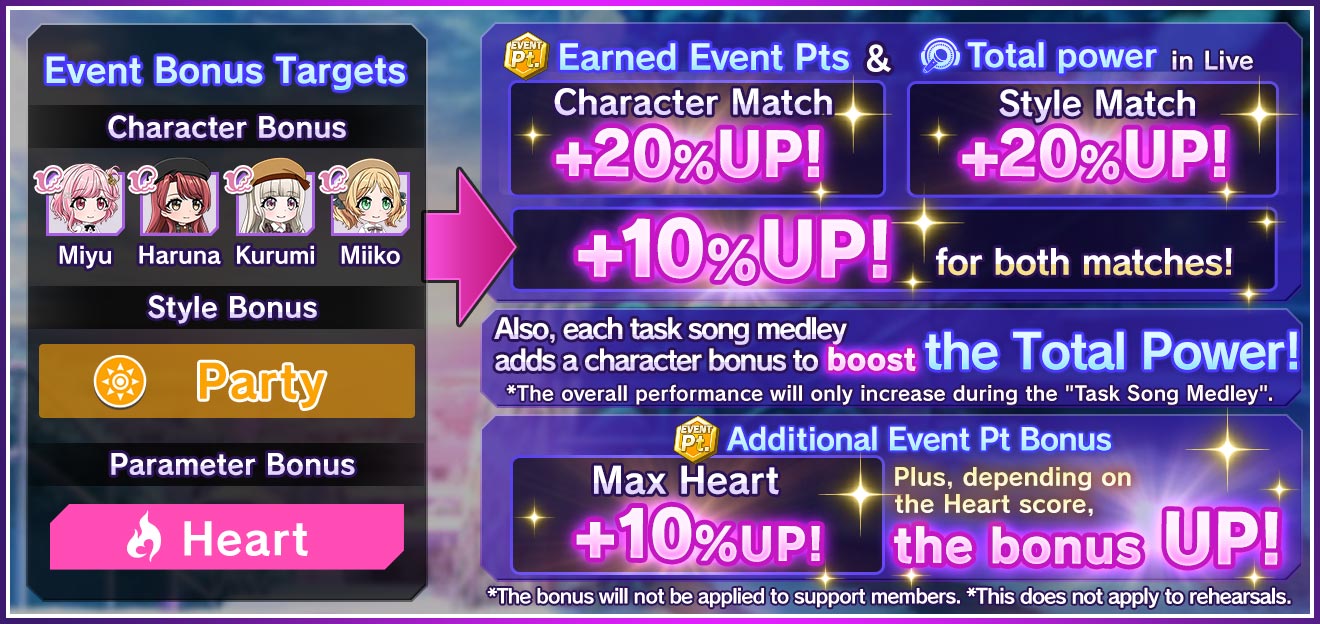 Event Bonus Targets
Character Bonus
Miyu Haruna Kurumi Miiko
Style Bonus
Party
Parameter Bonus
Heart
EVENT Pt. Earned Event Pts & Total power in Live
Character Match
+20%UP!
Style Match
+20%UP!
+10%UP! for both matches!
Also, each task song medley
adds a character bonus to boost the Total Power!
*The overall performance will only increase during the "Task Song Medley".
EVENT Pt. Additional Event Pt Bonus
Max Heart
+10%UP!
Plus, depending on
the Heart score,
the bonus UP!
*The bonus will not be applied to support members. *This does not apply to rehearsals.